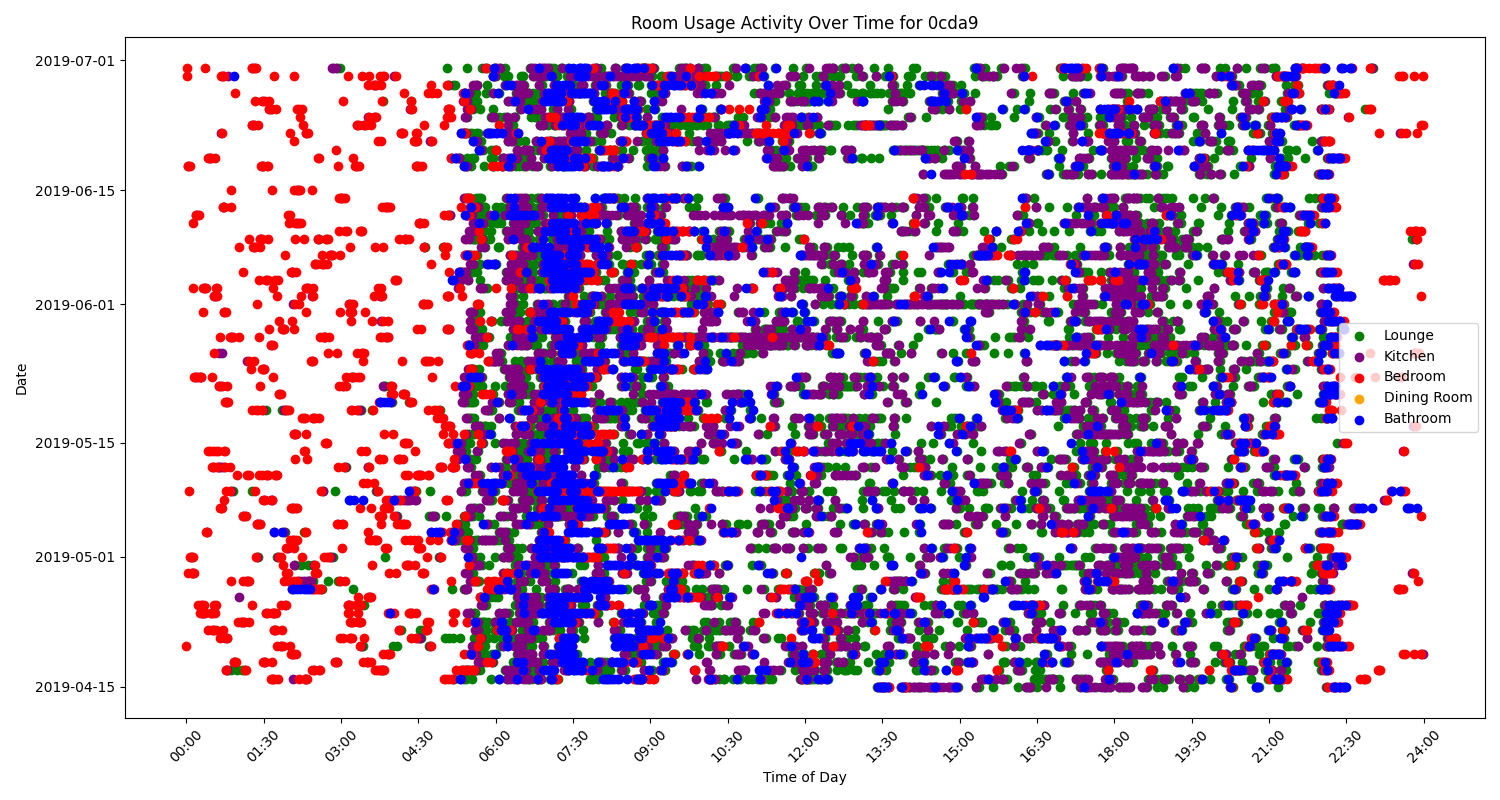 Room Usage Activity Over Time for 0cda9
2019-07-01
2019-06-15
2019-06-01
2019-05-15
2019-05-01
2019-04-15
Date
Lounge
Kitchen
Bedroom
Dining Room
Bathroom
00:00 01:30 03:00 04:30 06:00 07:30 09:00 10:30 12:00 13:30 15:00 16:30 18:00 19:30 21:00 22:30 24:00
Time of Day